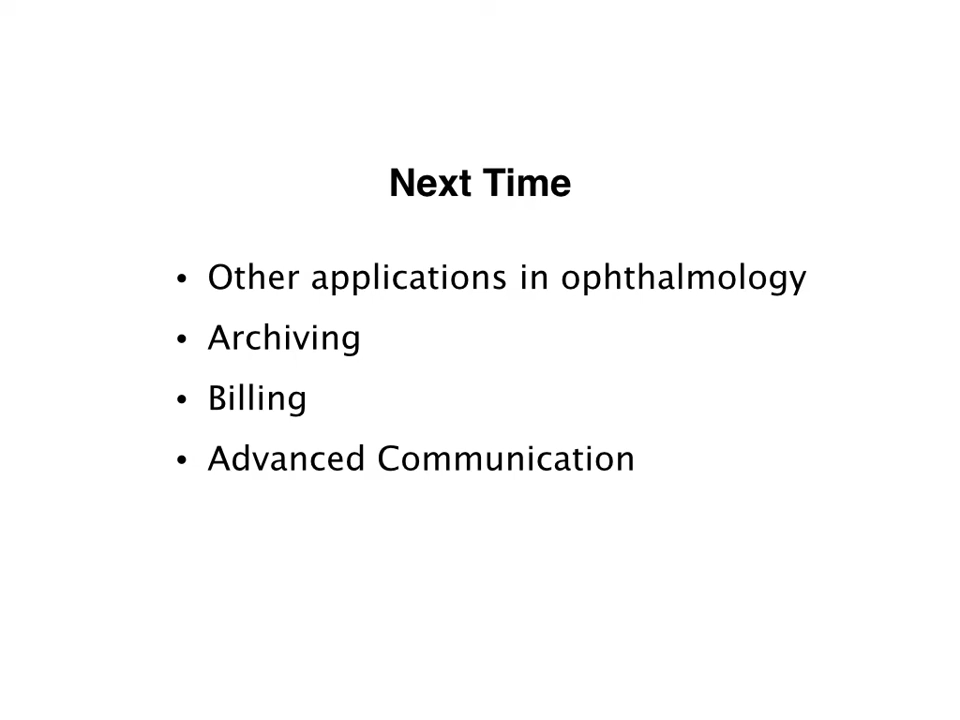 Next Time
• Other applications in ophthalmology
• Archiving
• Billing
• Advanced Communication